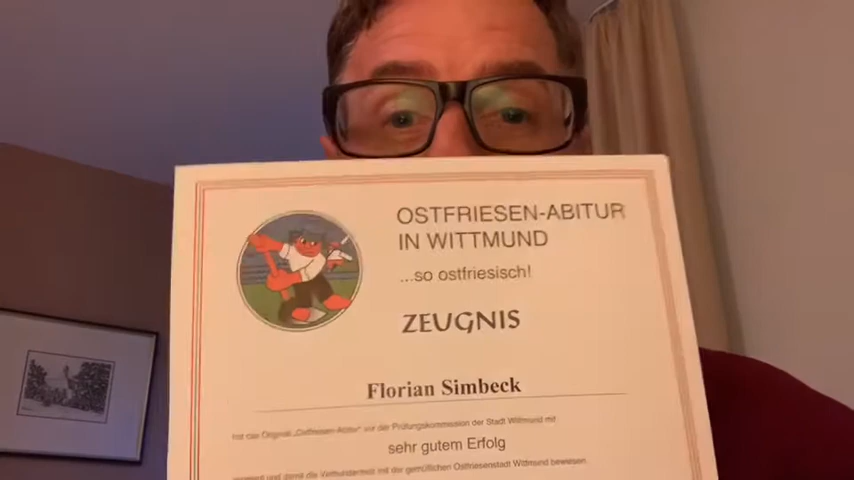 OSTFRIESEN-ABITUR
IN WITTMUND
...so ostfriesisch!
ZEUGNIS
Florian Simbeck
hat das Original „Ostfriesen-Abitur“ vor der Prüfungskommission der Stadt Wittmund mit
sehr gutem Erfolg
und damit die Verbundenheit mit der gemütlichen Ostfriesenstadt Wittmund bewiesen.